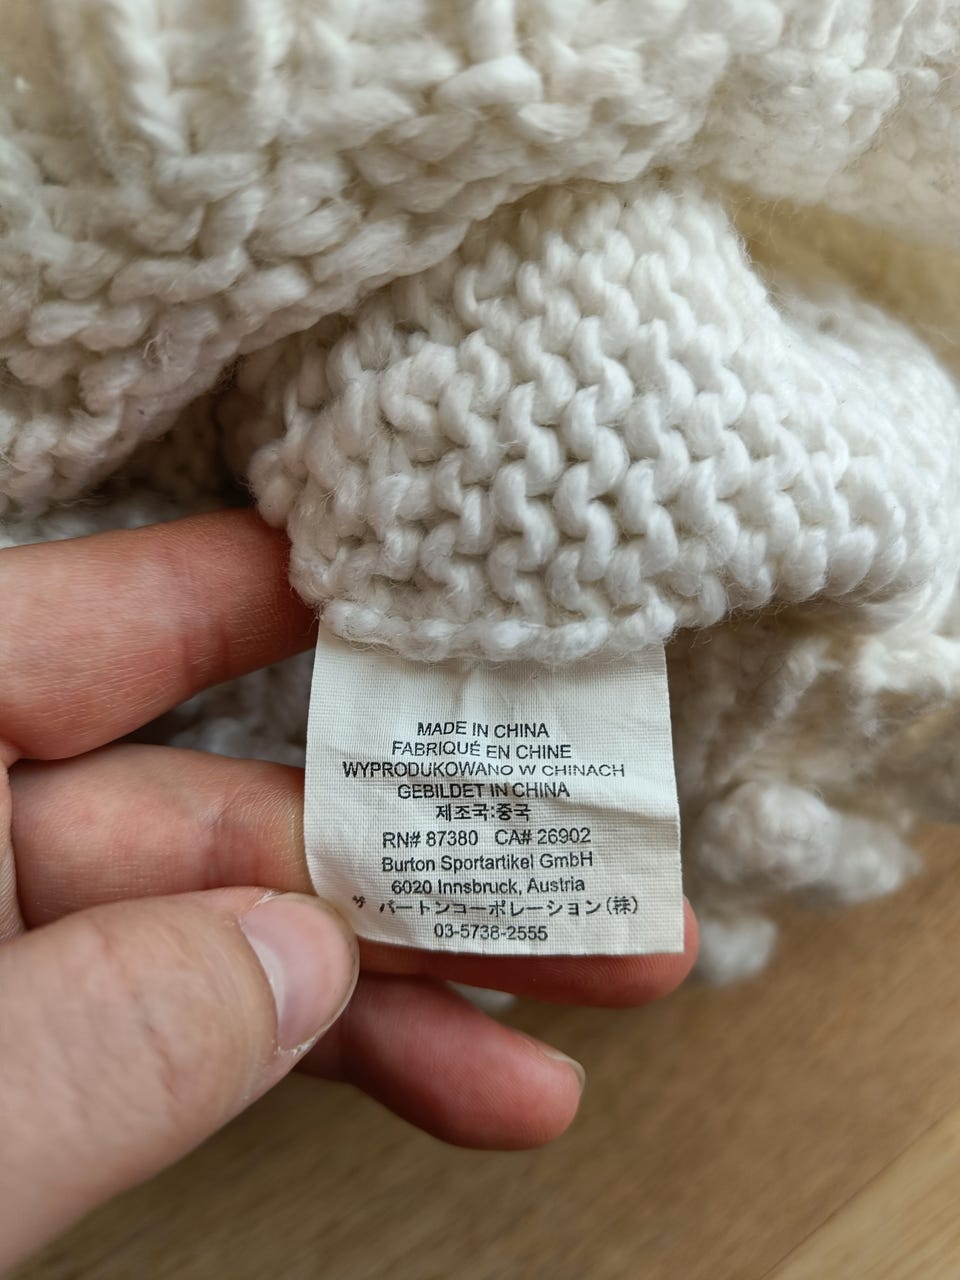 MADE IN CHINA
FABRIQUÉ EN CHINE
WYPRODUKOWANO W CHINACH
GEBILDET IN CHINA
제조국:중국
RN# 87380 CA# 26902
Burton Sportartikel GmbH
6020 Innsbruck, Austria
ザ バートンコーポレーション(株)
03-5738-2555